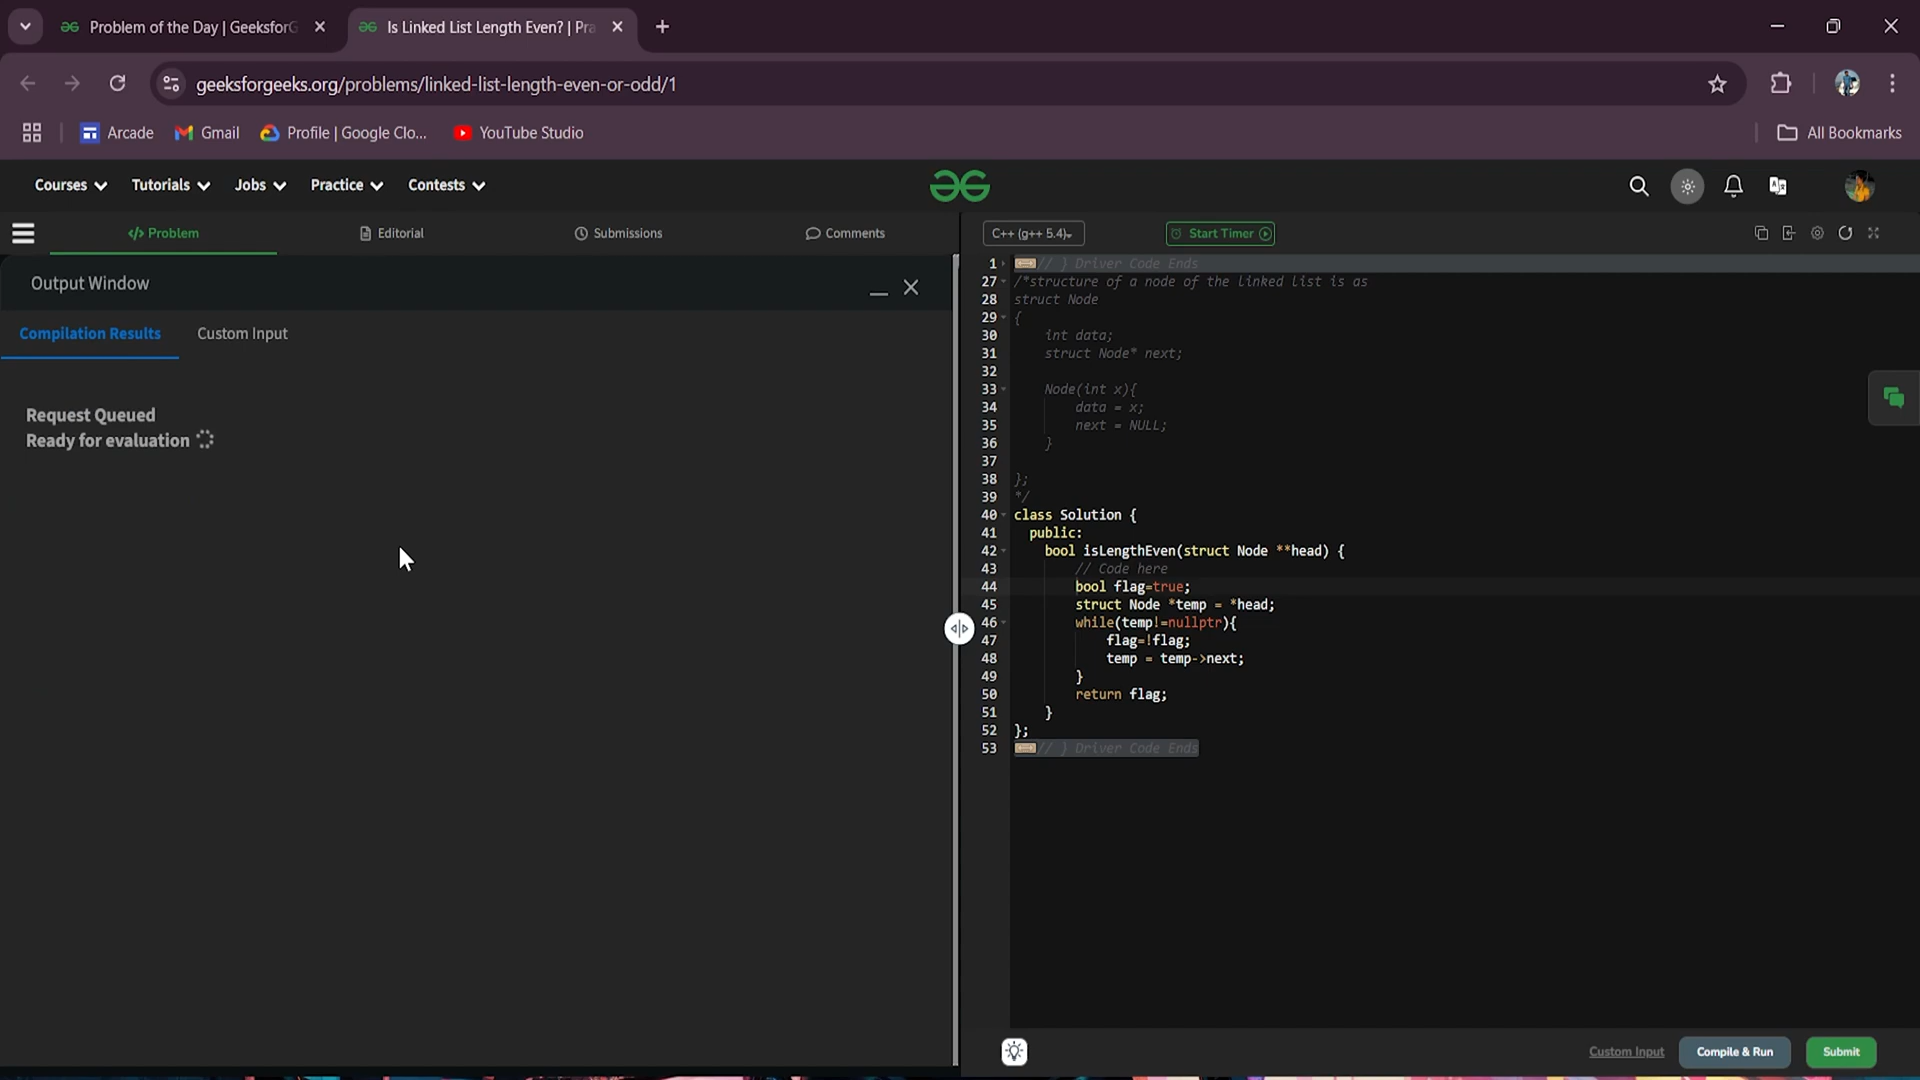 Problem of the Day | GeeksforG
Is Linked List Length Even? | Pra
geeksforgeeks.org/problems/linked-list-length-even-or-odd/1
Arcade
Gmail
Profile | Google Clo...
YouTube Studio
All Bookmarks
Courses
Tutorials
Jobs
Practice
Contests
</> Problem
Editorial
Submissions
Comments
C++ (g++ 5.4)
Start Timer
Output Window
Compilation Results
Custom Input
Request Queued
Ready for evaluation
1 // } Driver Code Ends
27 /*structure of a node of the linked list is as
28 struct Node
29 {
30 int data;
31 struct Node* next;
32
33 Node(int x){
34 data = x;
35 next = NULL;
36 }
37
38 };
39 */
40 class Solution {
41 public:
42 bool isLengthEven(struct Node **head) {
43 // Code here
44 bool flag=true;
45 struct Node *temp = *head;
46 while(temp!=nullptr){
47 flag=!flag;
48 temp = temp->next;
49 }
50 return flag;
51 }
52 };
53 // } Driver Code Ends
Custom Input
Compile & Run
Submit